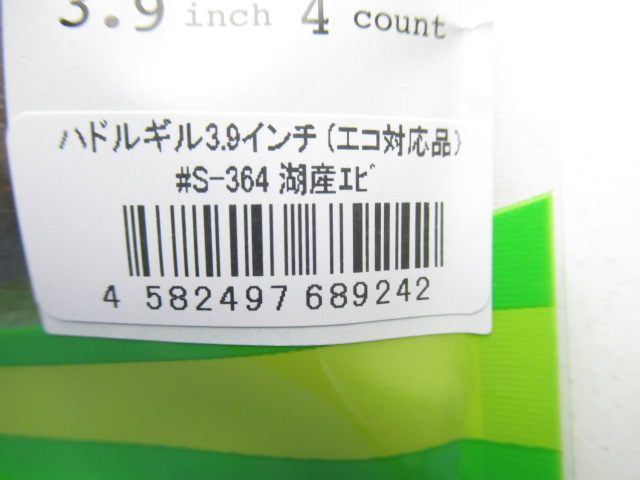 3.9 inch 4 count
ハドルギル3.9インチ(エコ対応品)
#S-364 湖産ｴﾋﾞ
4 582497 689242